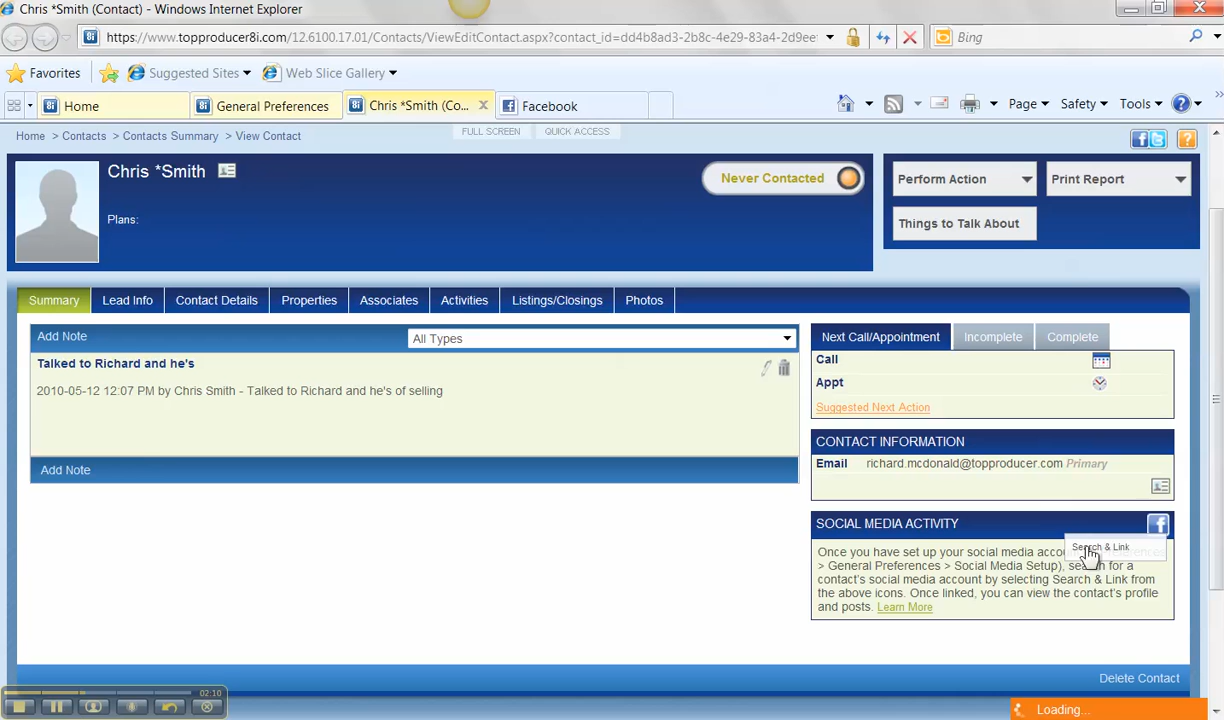 Chris *Smith (Contact) - Windows Internet Explorer
8i https://www.topproducer8i.com/12.6100.17.01/Contacts/ViewEditContact.aspx?contact_id=dd4b8ad3-2b8c-4e29-83a4-2d9eef Bing
Favorites Suggested Sites Web Slice Gallery
8i Home 8i General Preferences 8i Chris *Smith (Co... Facebook Page Safety Tools
FULL SCREEN QUICK ACCESS
Home > Contacts > Contacts Summary > View Contact
Chris *Smith
Never Contacted
Perform Action Print Report
Plans:
Things to Talk About
Summary Lead Info Contact Details Properties Associates Activities Listings/Closings Photos
Add Note All Types
Talked to Richard and he's
2010-05-12 12:07 PM by Chris Smith - Talked to Richard and he's of selling
Add Note
Next Call/Appointment Incomplete Complete
Call
Appt
Suggested Next Action
CONTACT INFORMATION
Email richard.mcdonald@topproducer.com Primary
SOCIAL MEDIA ACTIVITY
Search & Link
Once you have set up your social media
> General Preferences > Social Media Setup), search for a
contact's social media account by selecting Search & Link from
the above icons. Once linked, you can view the contact's profile
and posts. Learn More
Delete Contact
02:10
Loading...